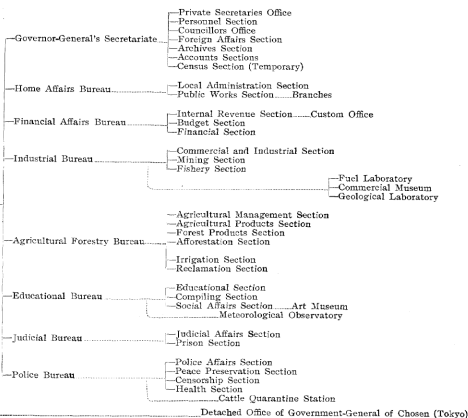 Private Secretaries Office
Personnel Section
Councillors Office
Governor-General's Secretariate Foreign Affairs Section
Archives Section
Accounts Sections
Census Section (Temporary)
Home Affairs Bureau Local Administration Section
Public Works Section Branches
Internal Revenue Section Custom Office
Financial Affairs Bureau Budget Section
Financial Section
Commercial and Industrial Section
Industrial Bureau Mining Section
Fishery Section
Fuel Laboratory
Commercial Museum
Geological Laboratory
Agricultural Management Section
Agricultural Products Section
Forest Products Section
Agricultural Forestry Bureau Afforestation Section
Irrigation Section
Reclamation Section
Educational Section
Educational Bureau Compiling Section
Social Affairs Section Art Museum
Meteorological Observatory
Judicial Bureau Judicial Affairs Section
Prison Section
Police Affairs Section
Peace Preservation Section
Police Bureau Censorship Section
Health Section
Cattle Quarantine Station
Detached Office of Government-General of Chosen (Tokyo)